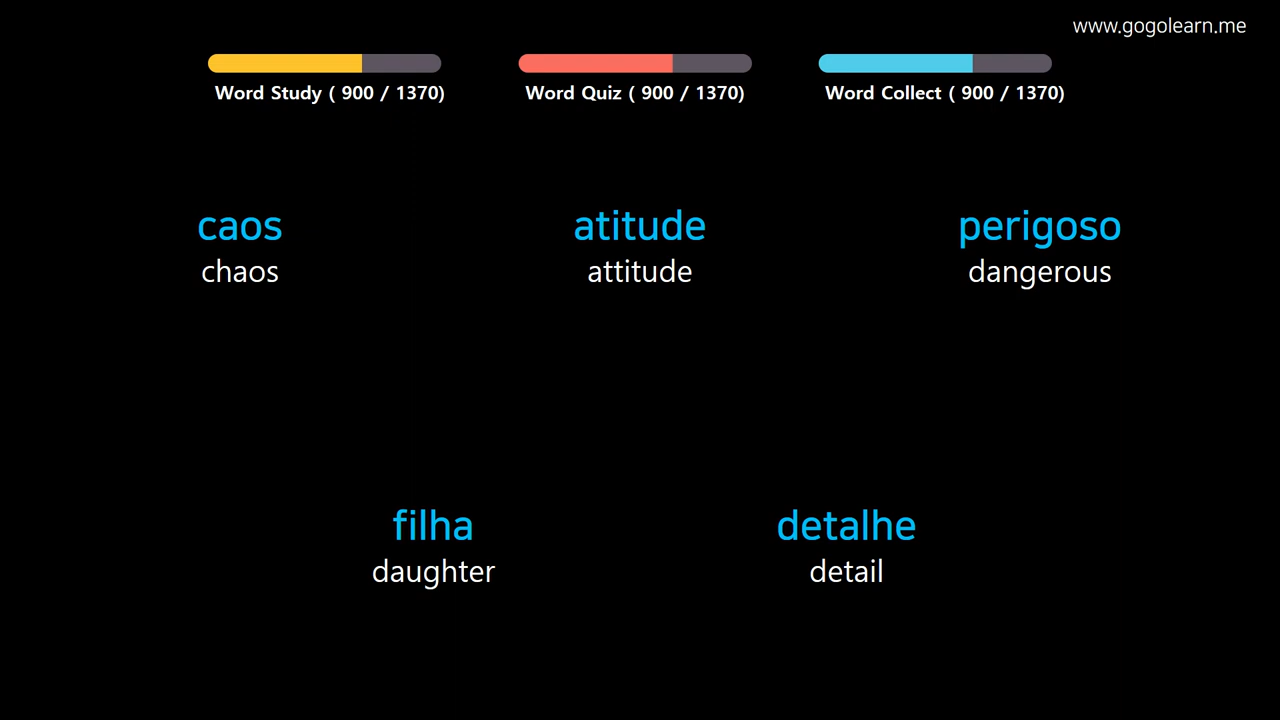 www.gogolearn.me
Word Study ( 900 / 1370)
Word Quiz ( 900 / 1370)
Word Collect ( 900 / 1370)
caos
chaos
atitude
attitude
perigoso
dangerous
filha
daughter
detalhe
detail